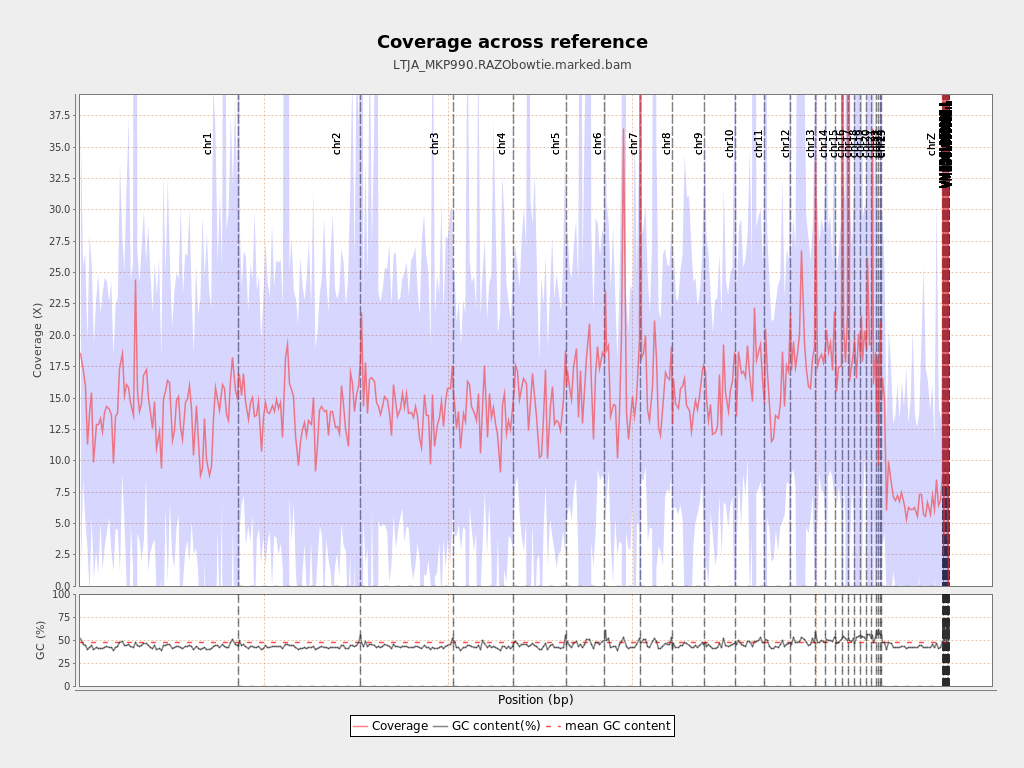 Coverage across reference
LTJA_MKP990.RAZObowtie.marked.bam
Coverage (X)
37.5
35.0
32.5
30.0
27.5
25.0
22.5
20.0
17.5
15.0
12.5
10.0
7.5
5.0
2.5
0.0
chr1
chr2
chr3
chr4
chr5
chr6
chr7
chr8
chr9
chr10
chr11
chr12
chr13
chr14
chr15
chrZ
GC (%)
100
75
50
25
0
Position (bp)
Coverage GC content(%) mean GC content